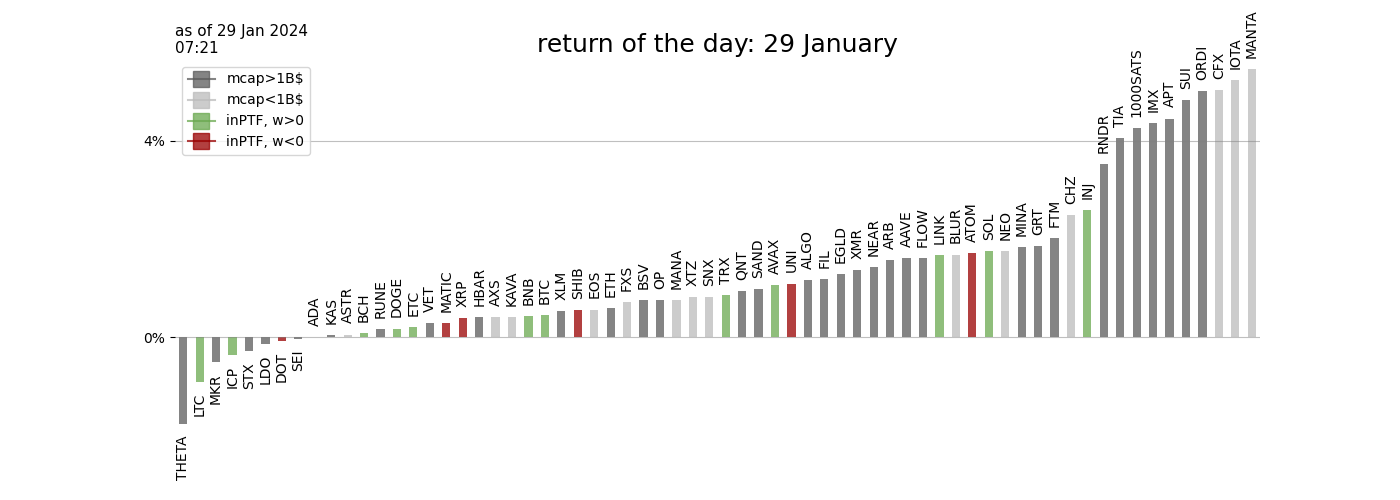 as of 29 Jan 2024
07:21
return of the day: 29 January
mcap>1B$
mcap<1B$
inPTF, w>0
inPTF, w<0
4%
0%
THETA
LTC
MKR
ICP
STX
LDO
DOT
SEI
ADA
KAS
ASTR
BCH
RUNE
DOGE
ETC
VET
MATIC
XRP
HBAR
AXS
KAVA
BNB
BTC
XLM
SHIB
EOS
ETH
FXS
BSV
OP
MANA
XTZ
SNX
TRX
QNT
SAND
AVAX
UNI
ALGO
FIL
EGLD
XMR
NEAR
ARB
AAVE
FLOW
LINK
BLUR
ATOM
SOL
NEO
MINA
GRT
FTM
CHZ
INJ
RNDR
TIA
1000SATS
IMX
APT
SUI
ORDI
CFX
IOTA
MANTA